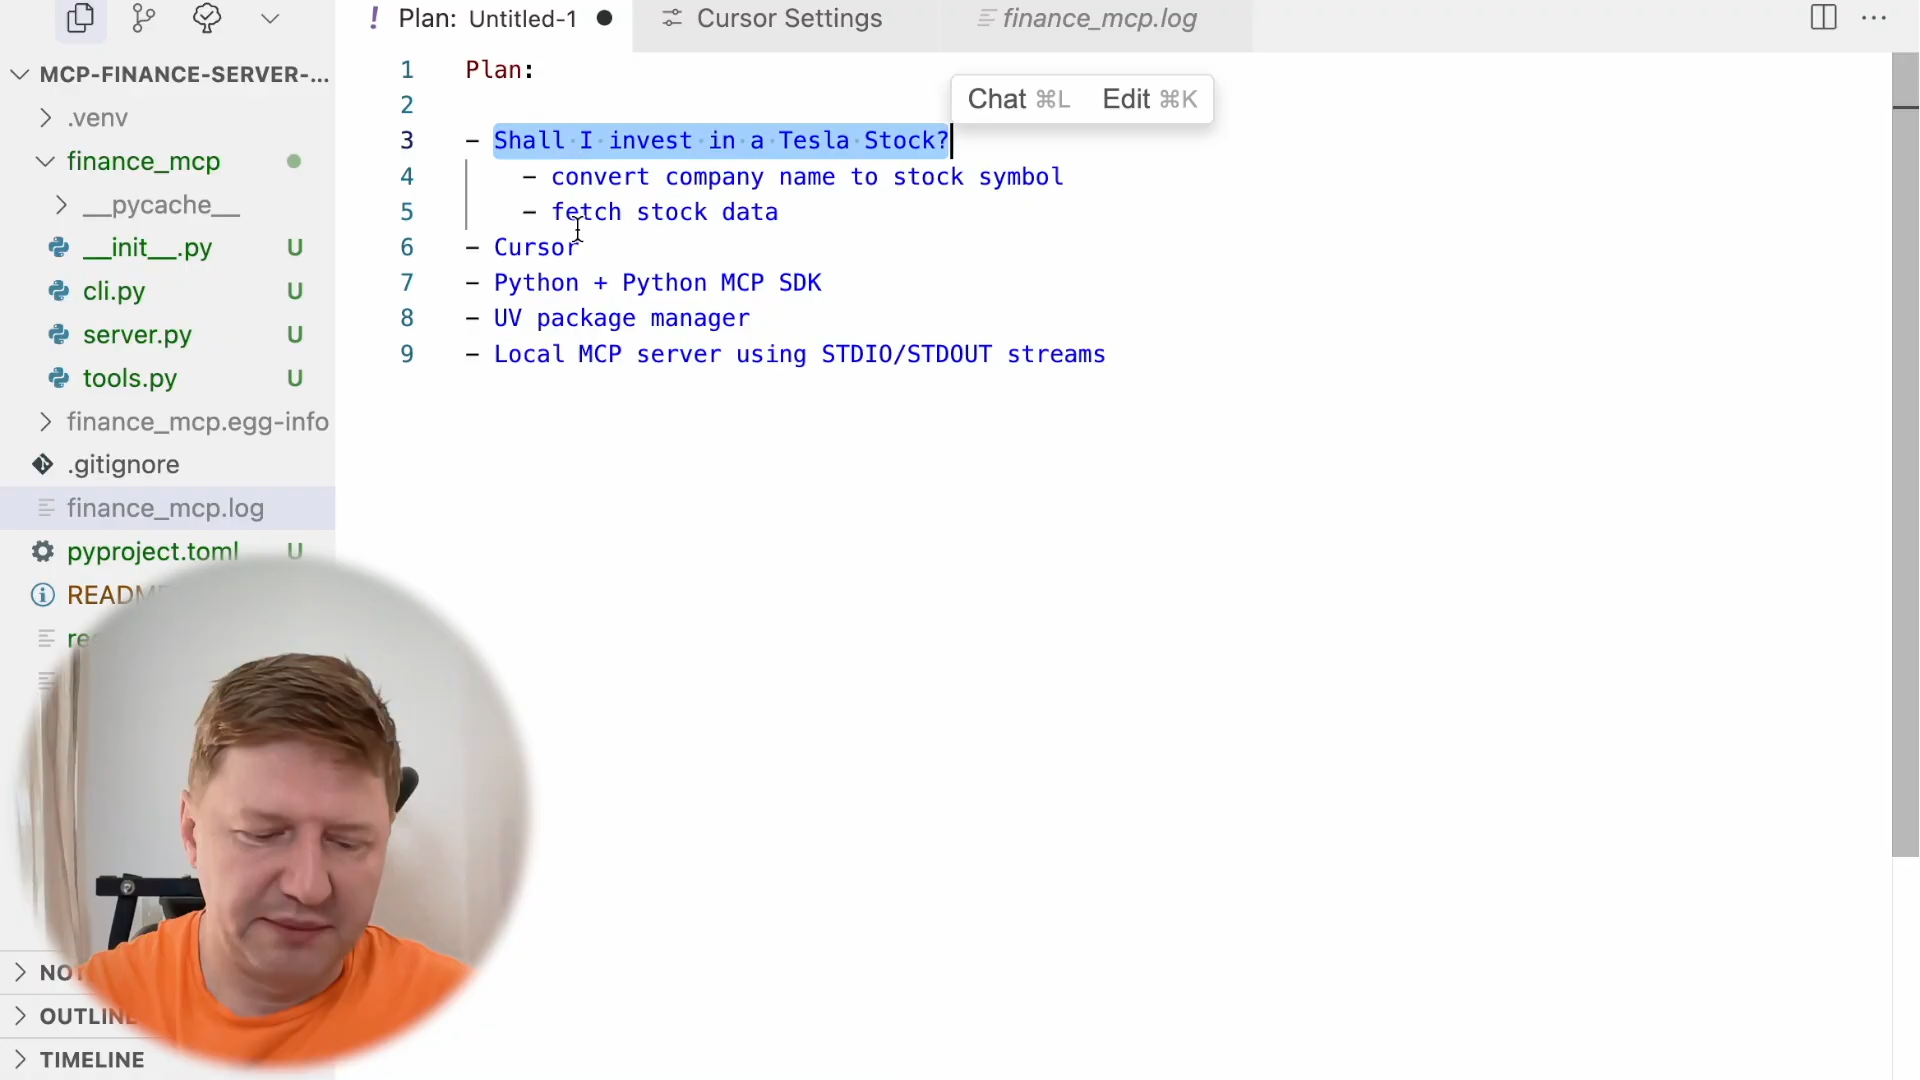 Plan: Untitled-1
Cursor Settings
finance_mcp.log
MCP-FINANCE-SERVER-...
.venv
finance_mcp
__pycache__
__init__.py U
cli.py U
server.py U
tools.py U
finance_mcp.egg-info
.gitignore
finance_mcp.log
pyproject.toml U
OUTLINE
TIMELINE
Chat ⌘L Edit ⌘K
1 Plan:
2
3 - Shall I invest in a Tesla Stock?
4 - convert company name to stock symbol
5 - fetch stock data
6 - Cursor
7 - Python + Python MCP SDK
8 - UV package manager
9 - Local MCP server using STDIO/STDOUT streams